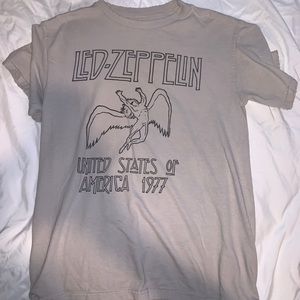 LED-ZEPPELIN
UNITED STATES OF
AMERICA 1977